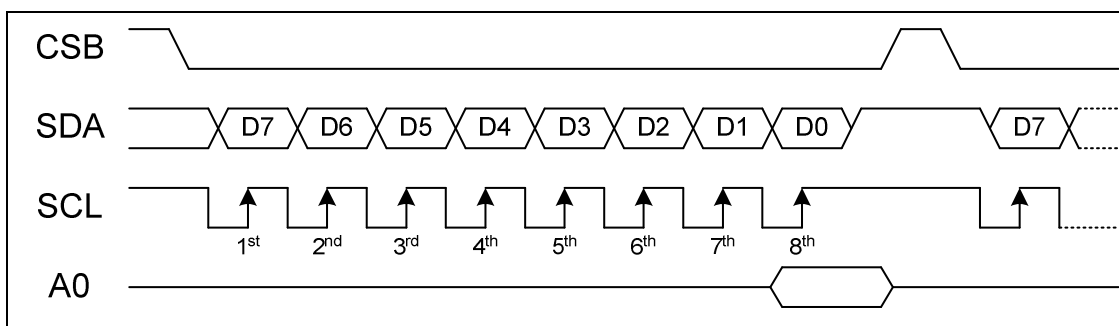 CSB
SDA D7 D6 D5 D4 D3 D2 D1 D0 D7
SCL
1st 2nd 3rd 4th 5th 6th 7th 8th
A0